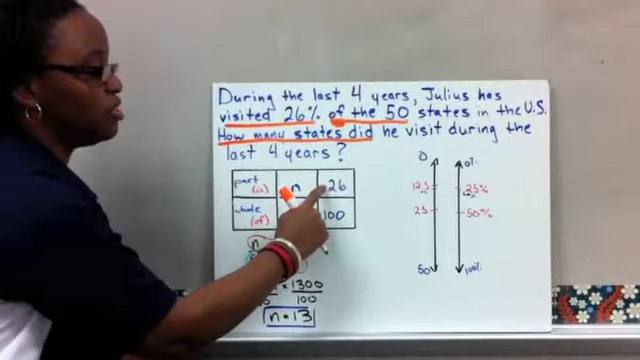 During the last 4 years, Julius has
visited 26% of the 50 states in the U.S.
How many states did he visit during the
last 4 years?
part (is) n 26
whole (of) 100
n
1300
100
n = 13
0 0%
12.5 25%
25 50%
50 100%